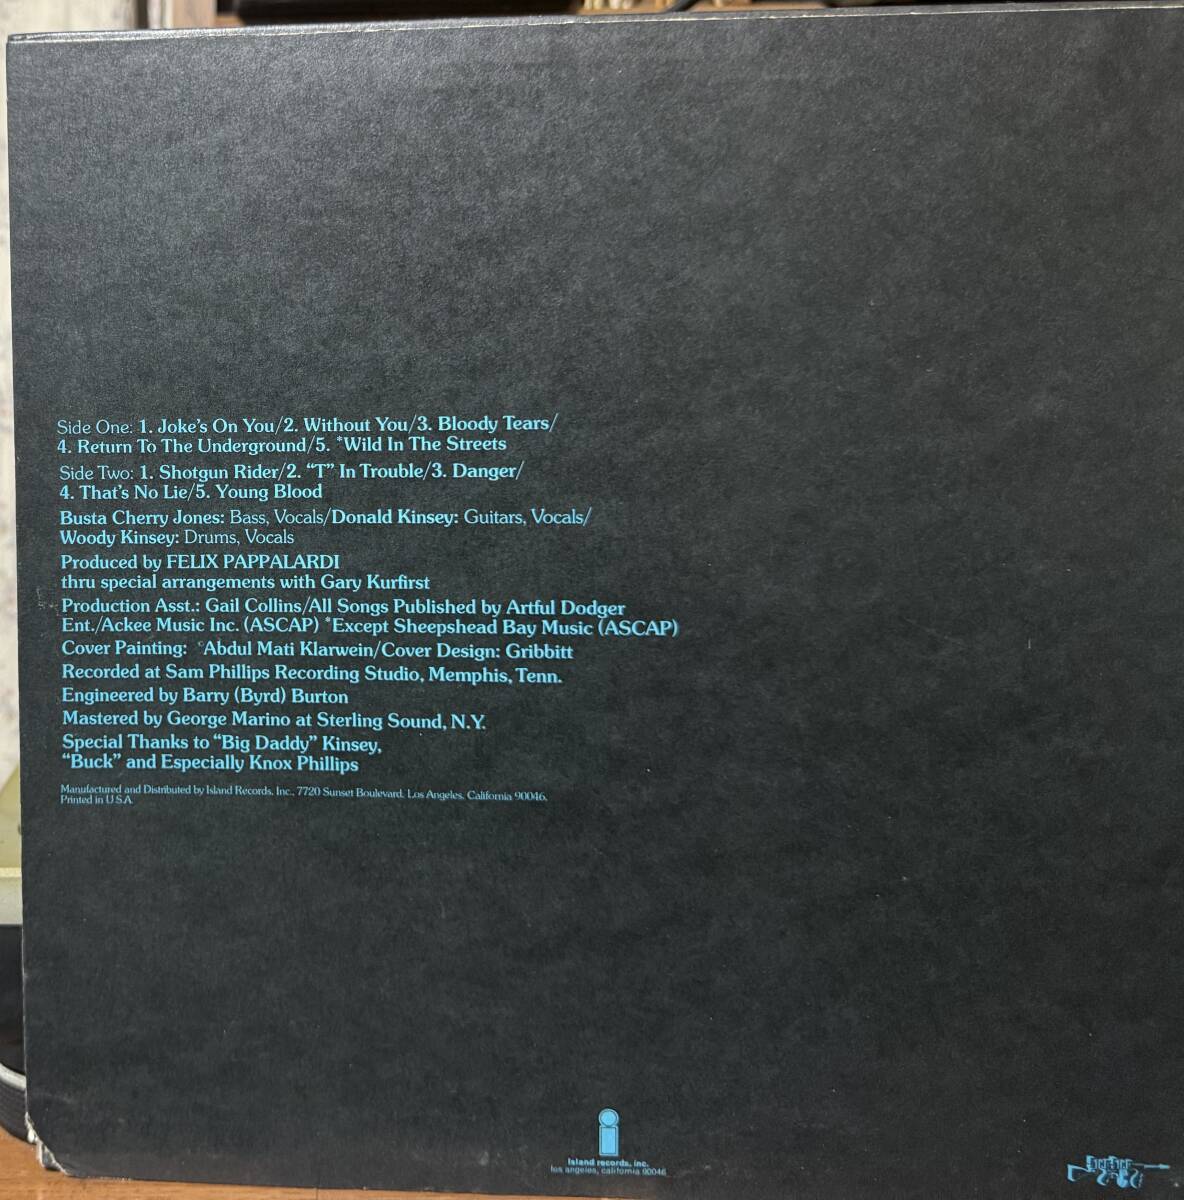 Side One: 1. Joke's On You/2. Without You/3. Bloody Tears/
4. Return To The Underground/5. *Wild In The Streets
Side Two: 1. Shotgun Rider/2. “T” In Trouble/3. Danger/
4. That's No Lie/5. Young Blood
Busta Cherry Jones: Bass, Vocals/Donald Kinsey: Guitars, Vocals/
Woody Kinsey: Drums, Vocals
Produced by FELIX PAPPALARDI
thru special arrangements with Gary Kurfirst
Production Asst.: Gail Collins/All Songs Published by Artful Dodger
Ent./Ackee Music Inc. (ASCAP) *Except Sheepshead Bay Music (ASCAP)
Cover Painting: Abdul Mati Klarwein/Cover Design: Gribbitt
Recorded at Sam Phillips Recording Studio, Memphis, Tenn.
Engineered by Barry (Byrd) Burton
Mastered by George Marino at Sterling Sound, N.Y.
Special Thanks to “Big Daddy” Kinsey,
“Buck” and Especially Knox Phillips
Manufactured and Distributed by Island Records, Inc., 7720 Sunset Boulevard, Los Angeles, California 90046.
Printed in U.S.A.
island records, inc.
los angeles, california 90046